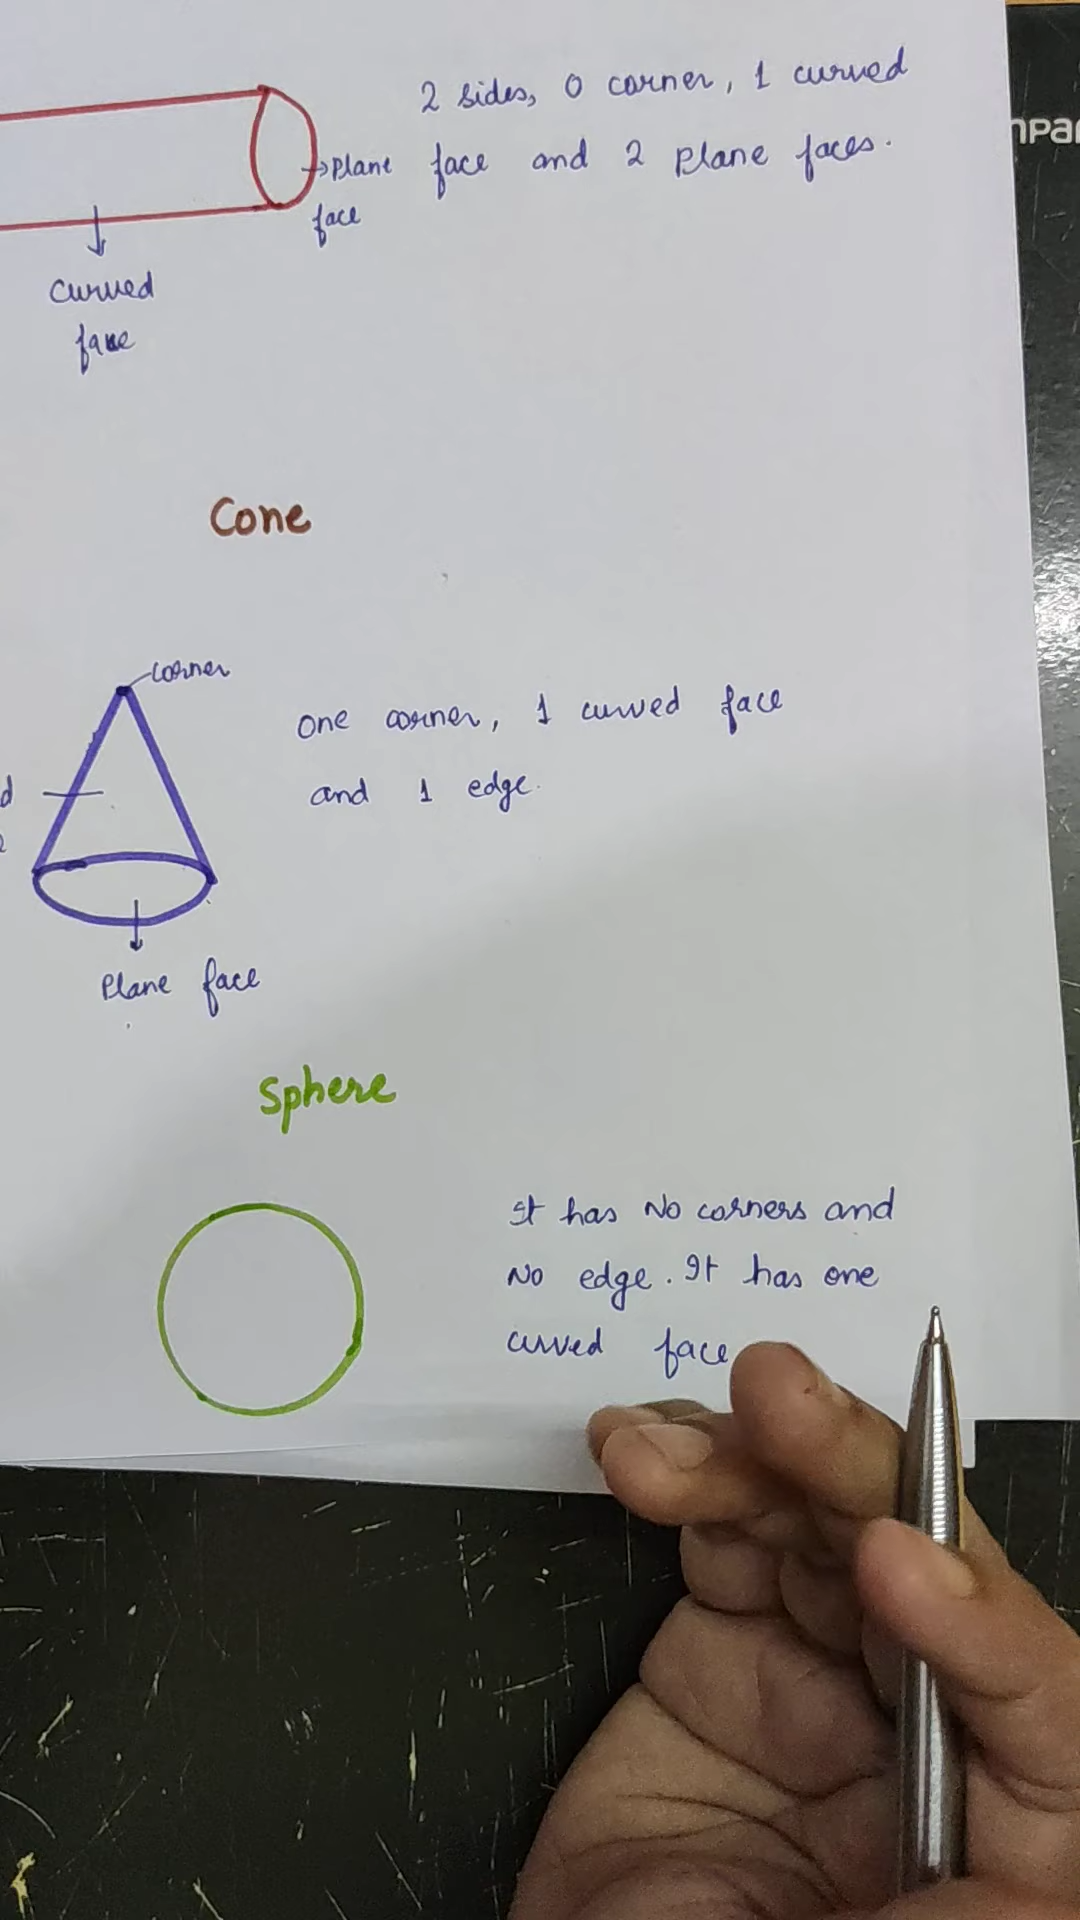 2 sides, 0 corner, 1 curved
Plane face and 2 plane faces.
face
curved
face
Cone
corner
one corner, 1 curved face
and 1 edge.
Plane face
Sphere
It has No corners and
No edge. It has one
curved face